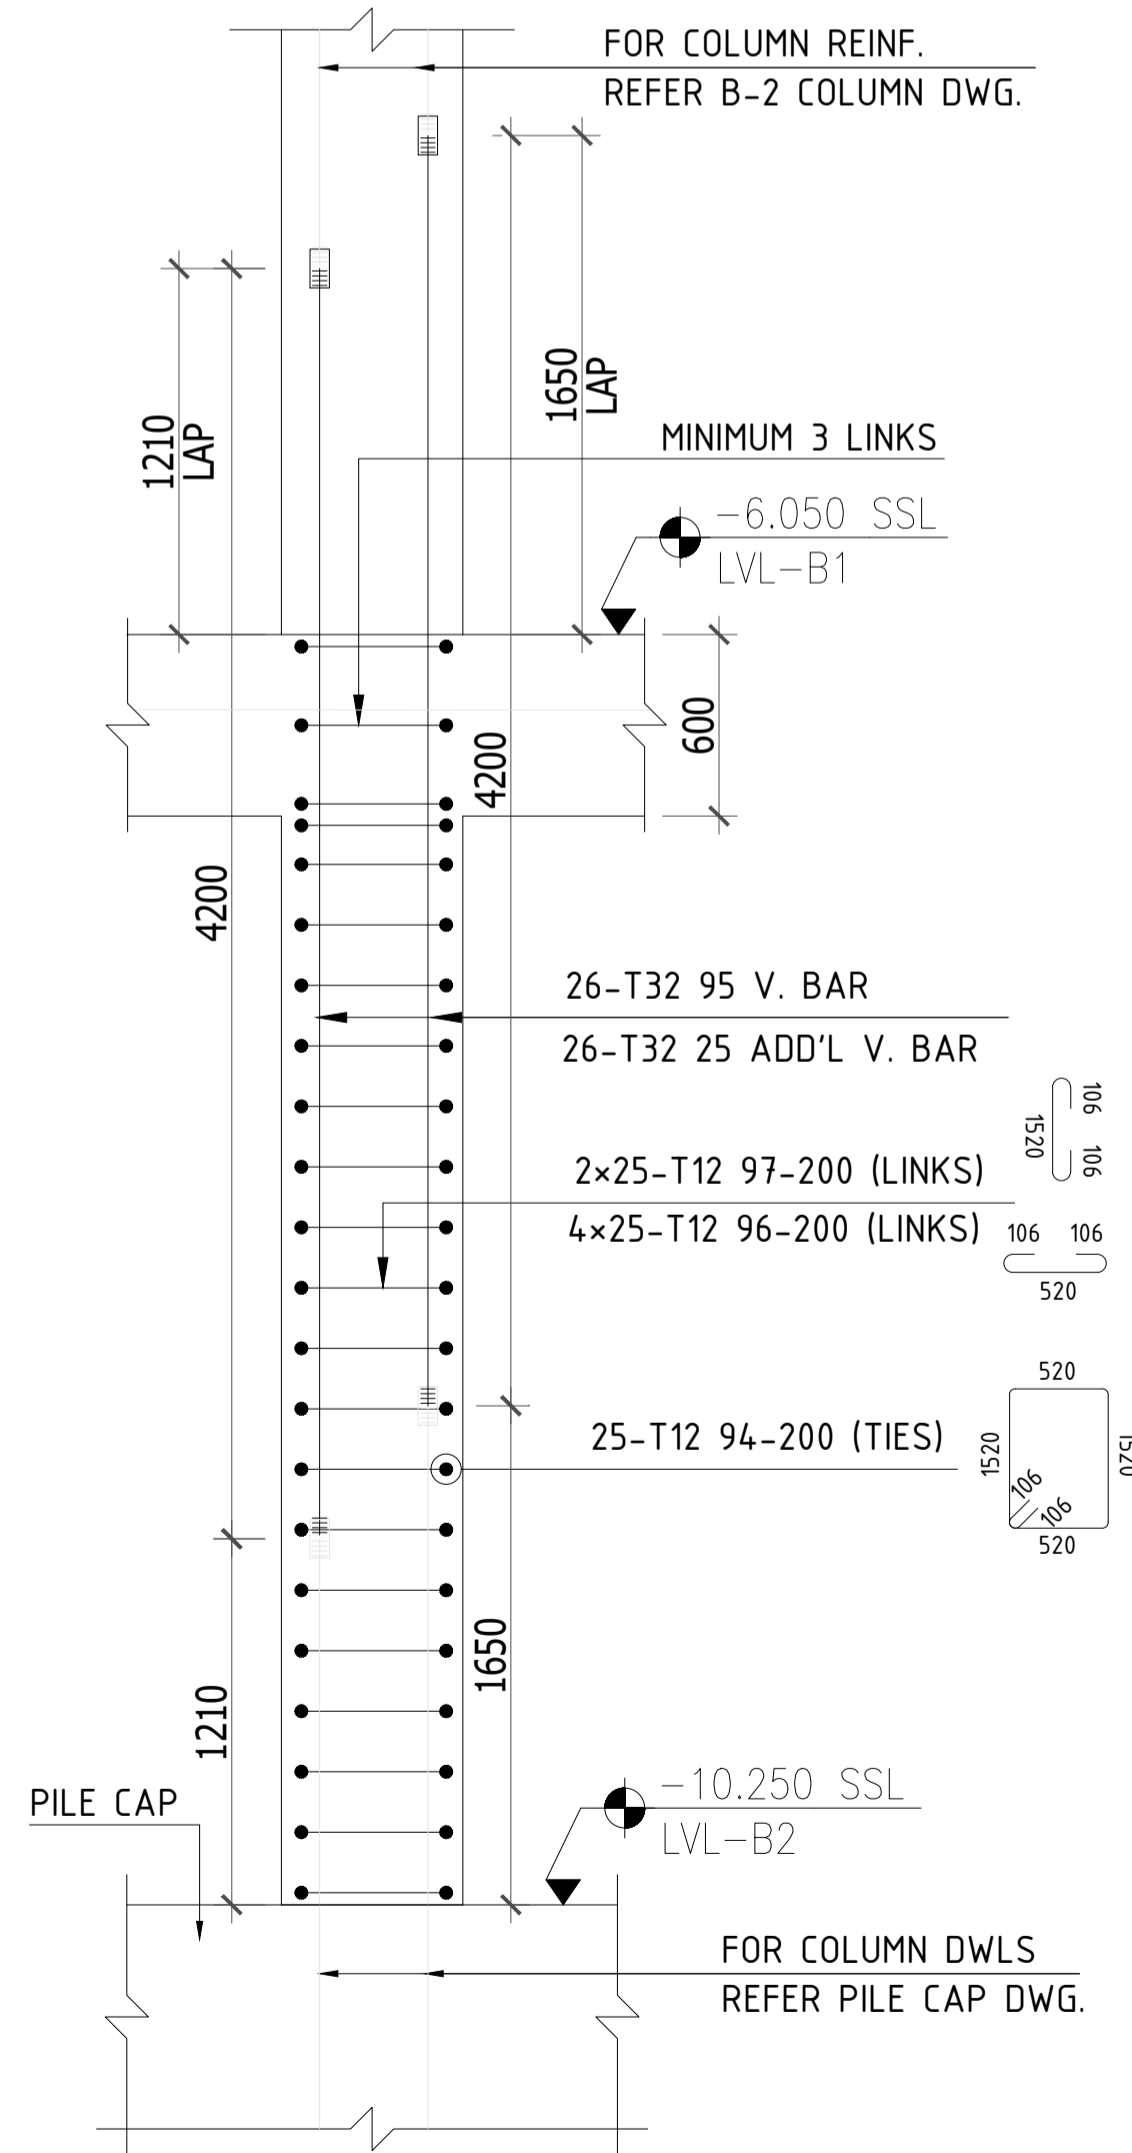 FOR COLUMN REINF.
REFER B-2 COLUMN DWG.
1210
LAP
1650
LAP
MINIMUM 3 LINKS
-6.050 SSL
LVL-B1
600
4200
4200
26-T32 95 V. BAR
26-T32 25 ADD'L V. BAR
106
1520
106
2×25-T12 97-200 (LINKS)
4×25-T12 96-200 (LINKS)
106 106
520
520
25-T12 94-200 (TIES)
1520
1520
106
106
520
1650
1210
PILE CAP
-10.250 SSL
LVL-B2
FOR COLUMN DWLS
REFER PILE CAP DWG.